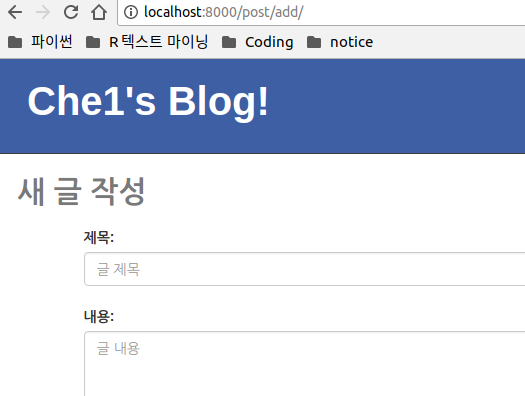 localhost:8000/post/add/
파이썬 R 텍스트 마이닝 Coding notice
Che1's Blog!
새 글 작성
제목:
글 제목
내용:
글 내용